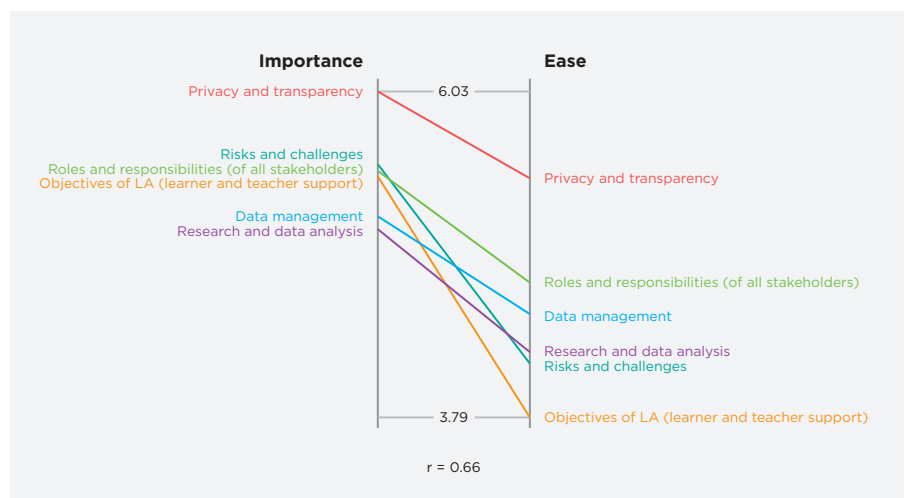 Importance
Ease
Privacy and transparency
6.03
Risks and challenges
Roles and responsibilities (of all stakeholders)
Objectives of LA (learner and teacher support)
Privacy and transparency
Data management
Research and data analysis
Roles and responsibilities (of all stakeholders)
Data management
Research and data analysis
Risks and challenges
3.79
Objectives of LA (learner and teacher support)
r = 0.66